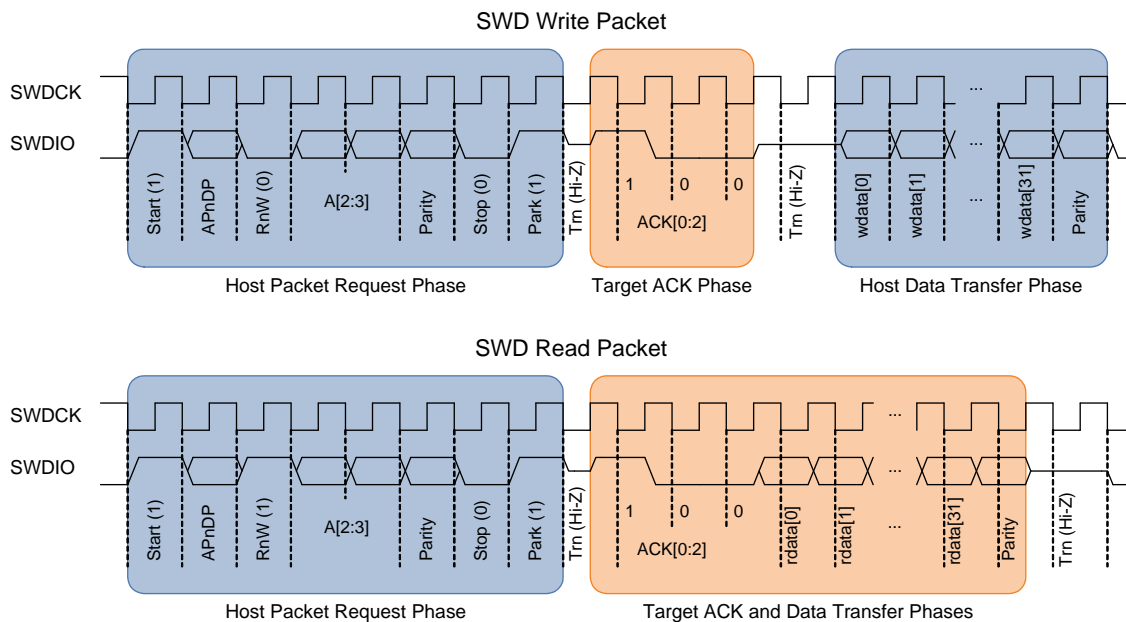 SWD Write Packet
SWDCK
...
SWDIO
...
Start (1)
APnDP
RnW (0)
A[2:3]
Parity
Stop (0)
Park (1)
Trn (Hi-Z)
1
0
0
ACK[0:2]
Trn (Hi-Z)
wdata[0]
wdata[1]
...
wdata[31]
Parity
Host Packet Request Phase
Target ACK Phase
Host Data Transfer Phase
SWD Read Packet
SWDCK
...
SWDIO
...
Start (1)
APnDP
RnW (1)
A[2:3]
Parity
Stop (0)
Park (1)
Trn (Hi-Z)
1
0
0
ACK[0:2]
rdata[0]
rdata[1]
...
rdata[31]
Parity
Trn (Hi-Z)
Host Packet Request Phase
Target ACK and Data Transfer Phases